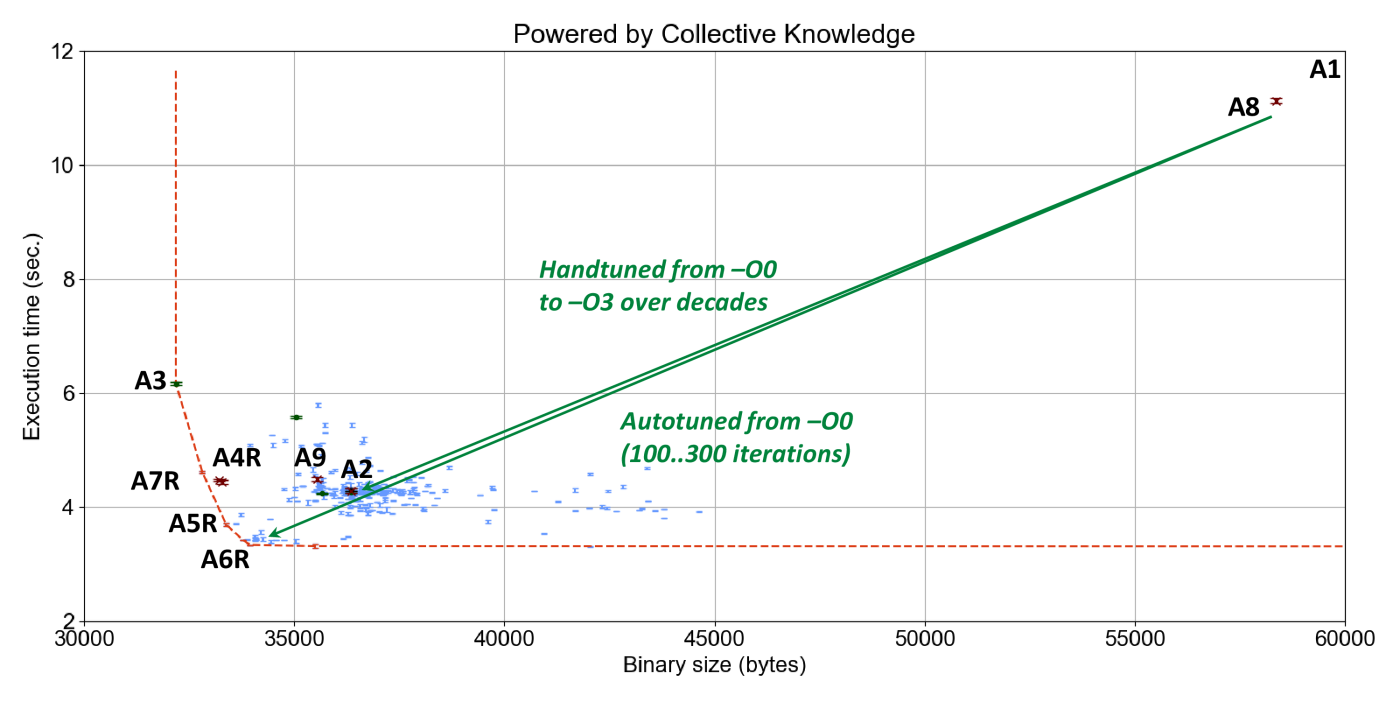 Powered by Collective Knowledge
12
A1
A8
10
Handtuned from –O0
to –O3 over decades
8
Execution time (sec.)
A3
6
Autotuned from –O0
(100..300 iterations)
A4R
A9
A2
A7R
4
A5R
A6R
2
30000 35000 40000 45000 50000 55000 60000
Binary size (bytes)